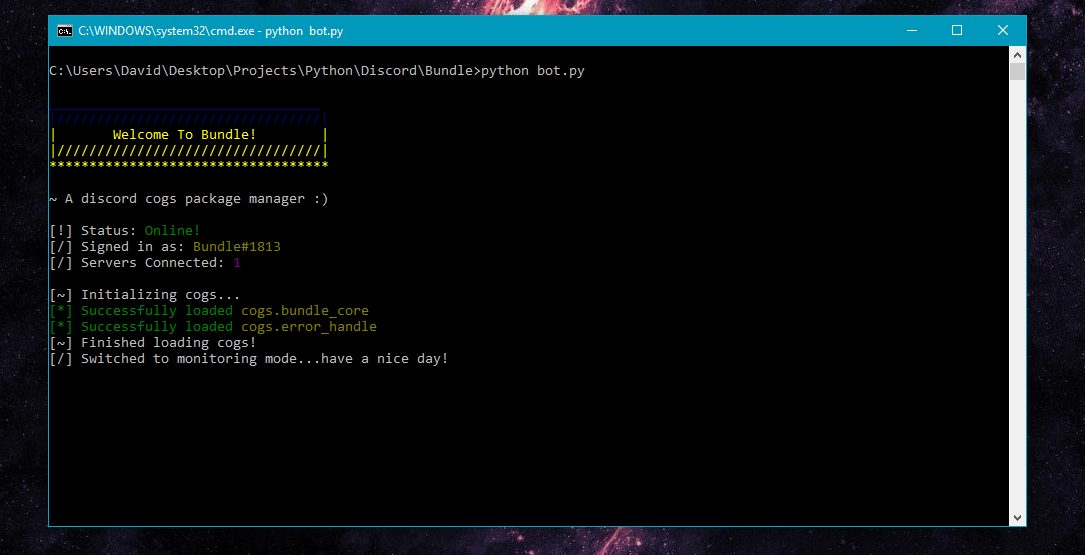 C:\WINDOWS\system32\cmd.exe - python  bot.py
C:\Users\David\Desktop\Projects\Python\Discord\Bundle>python bot.py
__________________________________
|/////////////////////////////////|
|       Welcome To Bundle!        |
|/////////////////////////////////|
***********************************
~ A discord cogs package manager :)
[!] Status: Online!
[/] Signed in as: Bundle#1813
[/] Servers Connected: 1
[~] Initializing cogs...
[*] Successfully loaded cogs.bundle_core
[*] Successfully loaded cogs.error_handle
[~] Finished loading cogs!
[/] Switched to monitoring mode...have a nice day!